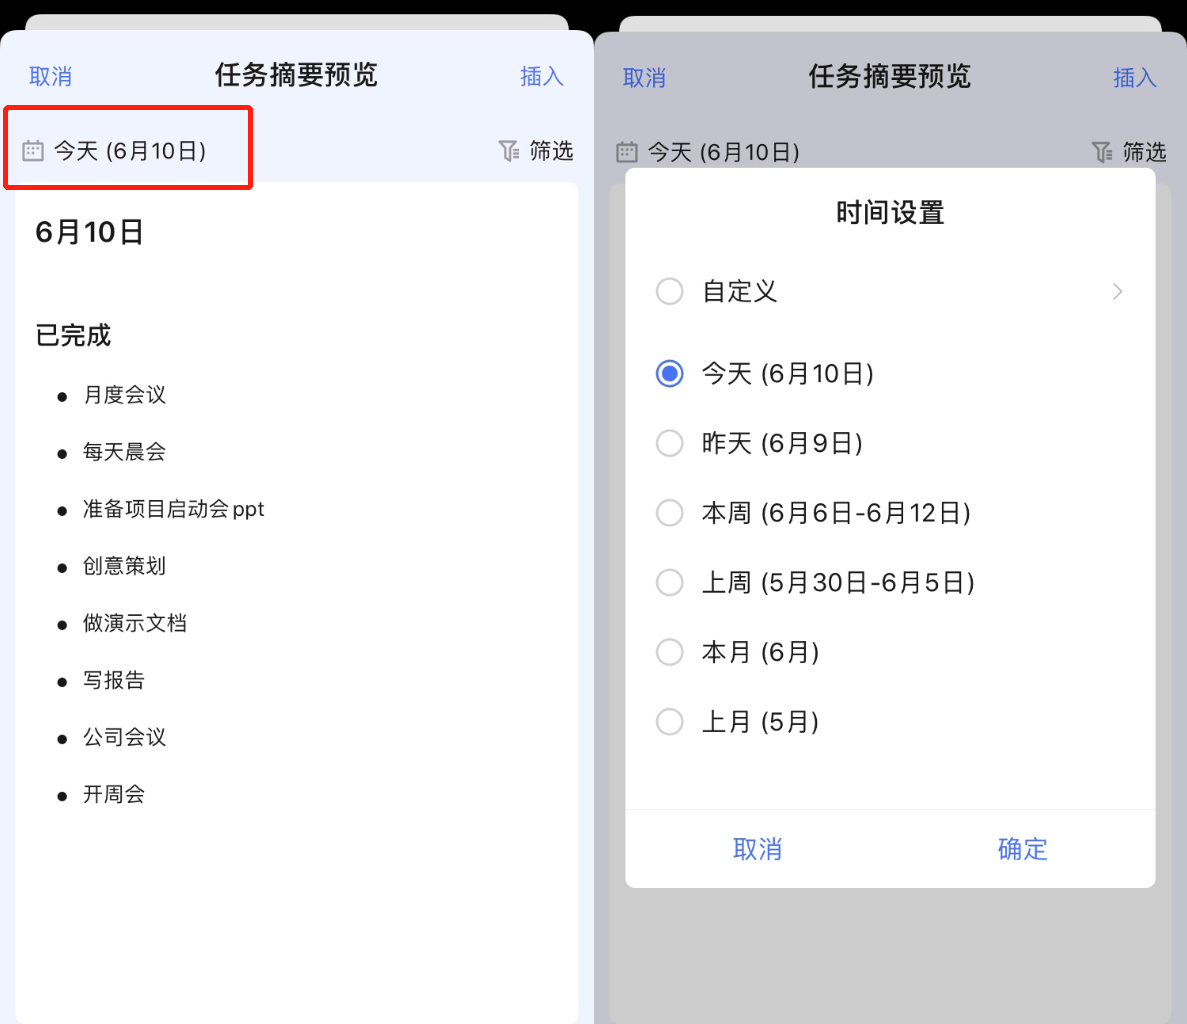 取消
任务摘要预览
插入
今天 (6月10日)
筛选
6月10日
已完成
月度会议
每天晨会
准备项目启动会ppt
创意策划
做演示文档
写报告
公司会议
开周会
取消
任务摘要预览
插入
今天 (6月10日)
筛选
时间设置
自定义
今天 (6月10日)
昨天 (6月9日)
本周 (6月6日-6月12日)
上周 (5月30日-6月5日)
本月 (6月)
上月 (5月)
取消
确定